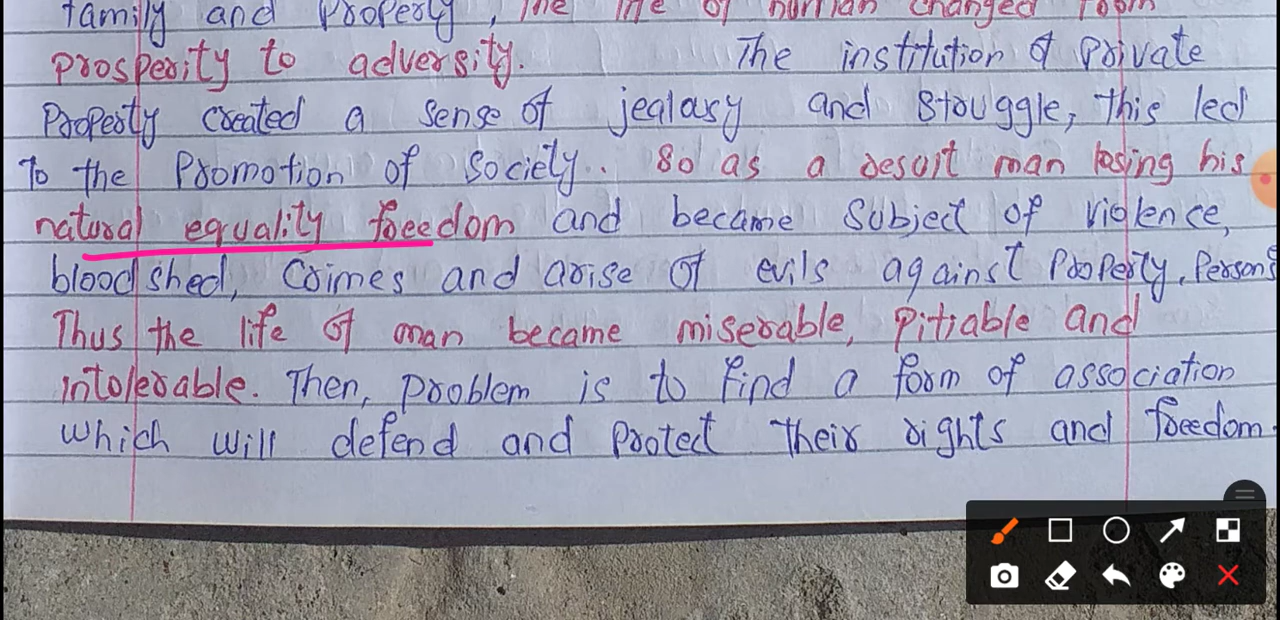 family and Property, the life of human changed from
prosperity to adversity. The institution of Private
Property created a sense of jealasy and Struggle, this led
To the Promotion of Society. So as a result man losing his
natural equality freedom and became Subject of violence,
bloodshed, Crimes and arise of evils against Property, Persons
Thus the life of man became miserable, Pitiable and
intolerable. Then, problem is to find a form of association
which will defend and Protect their rights and freedom.